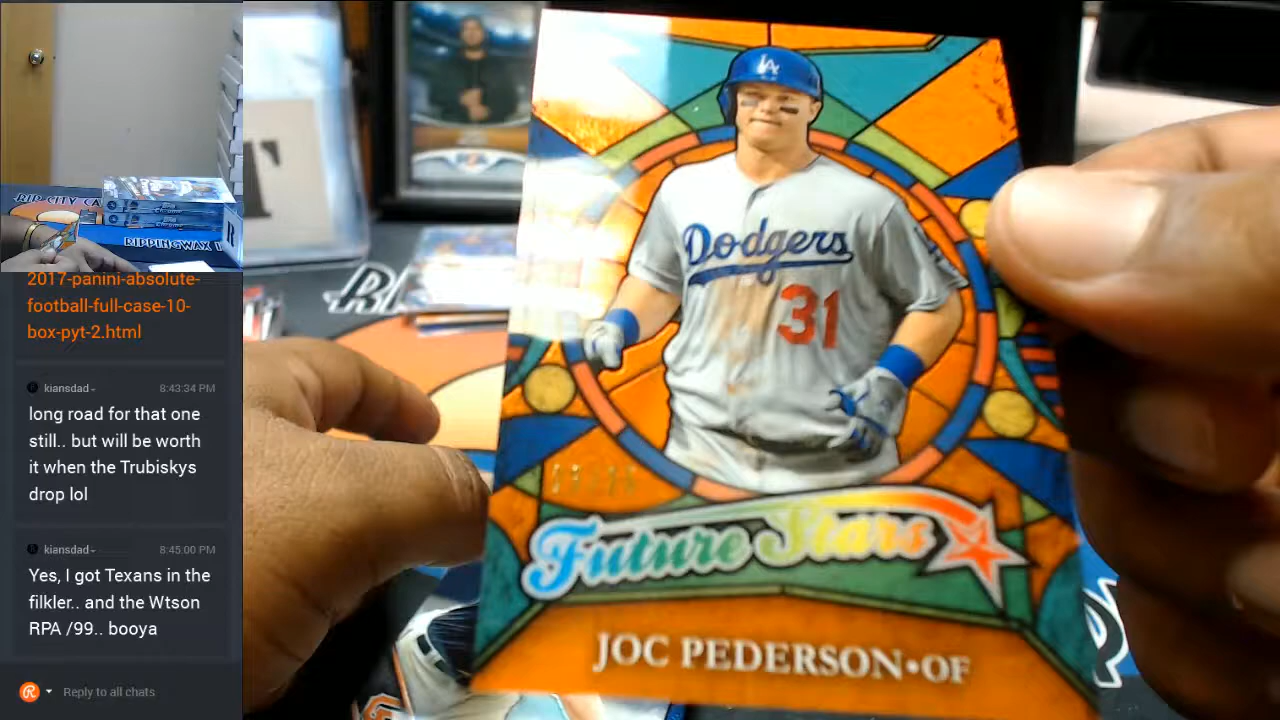 RIP CITY CA
RIPPINGWAX
R
2017-panini-absolute-
football-full-case-10-
box-pyt-2.html
kiansdad
8:43:34 PM
long road for that one
still.. but will be worth
it when the Trubiskys
drop lol
kiansdad
8:45:00 PM
Yes, I got Texans in the
filkler.. and the Wtson
RPA /99.. booya
Reply to all chats
LA
Dodgers
31
Future Stars
JOC PEDERSON•OF